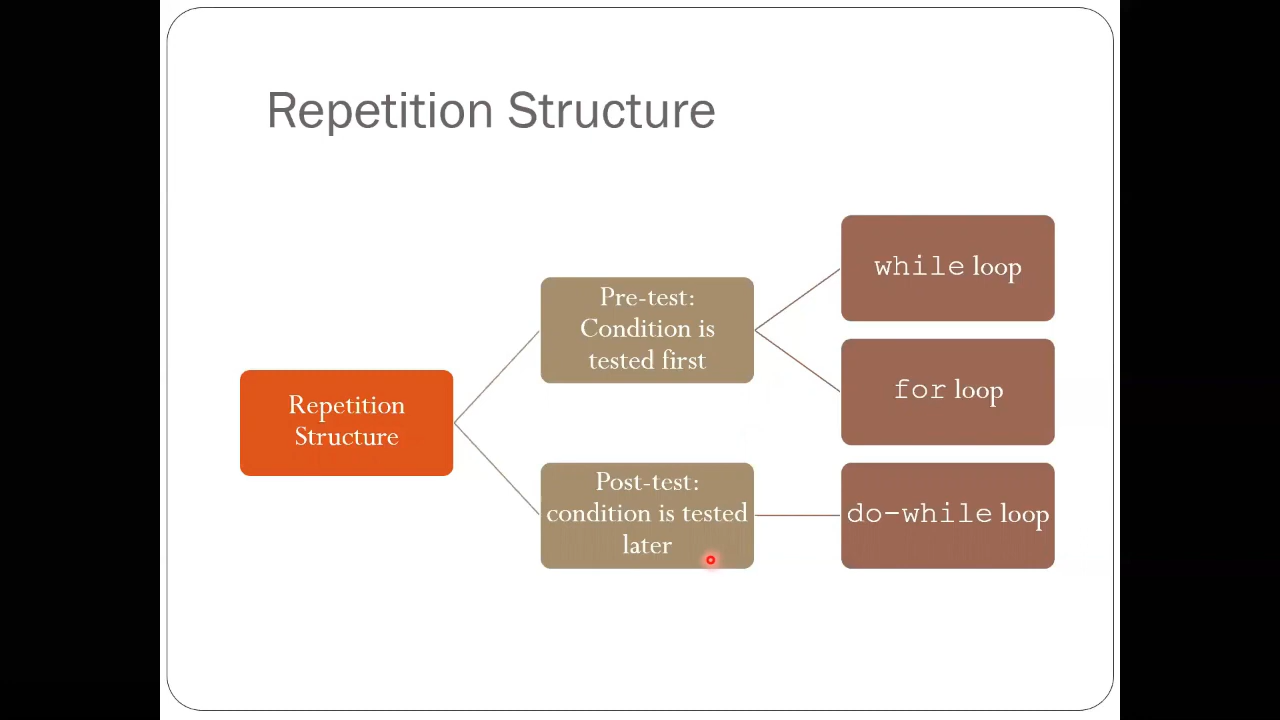 Repetition Structure
Repetition
Structure
Pre-test:
Condition is
tested first
Post-test:
condition is tested
later
while loop
for loop
do-while loop